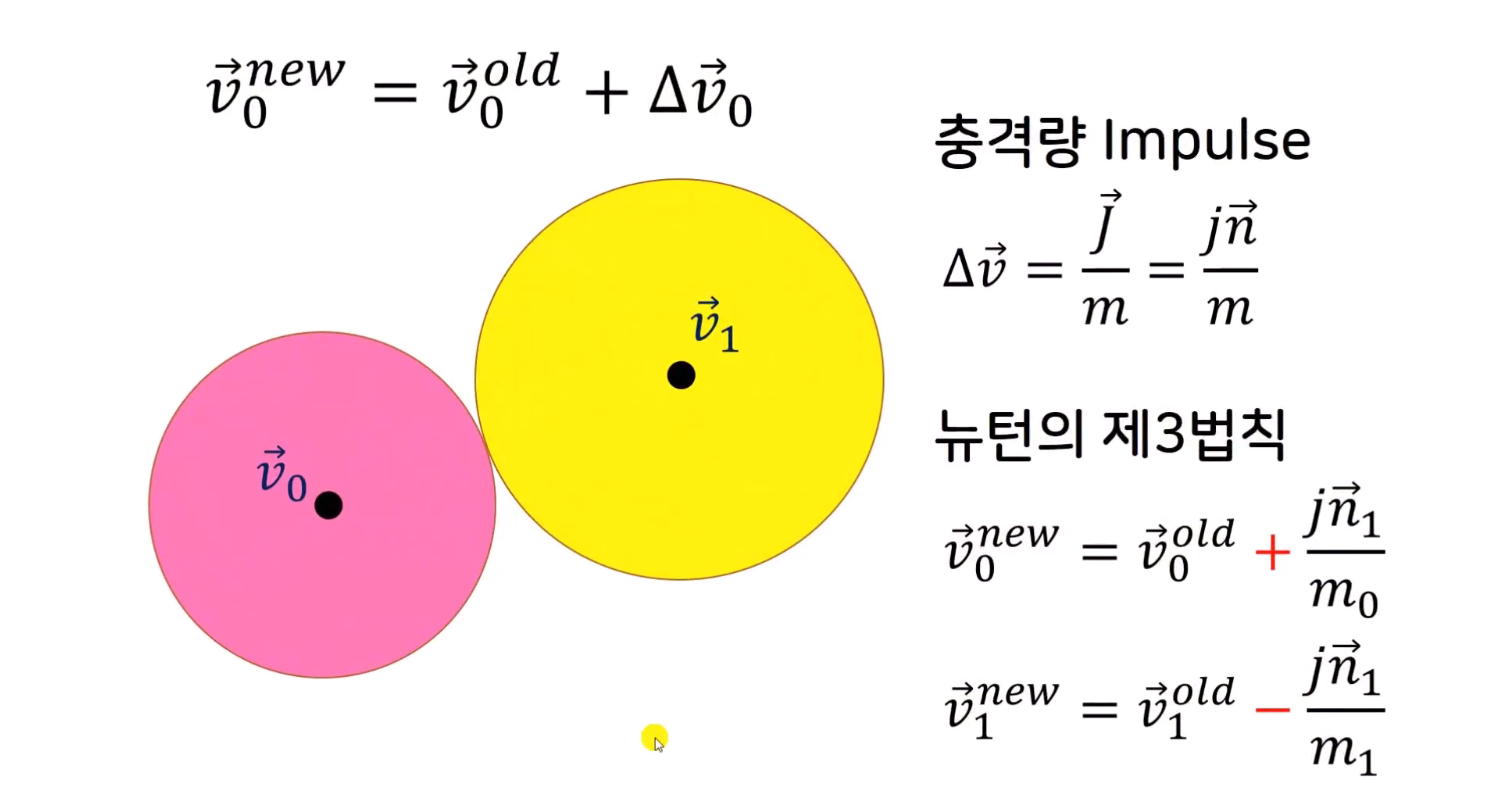 $\vec{v}_0^{new} = \vec{v}_0^{old} + \Delta\vec{v}_0$
충격량 Impulse
$\Delta\vec{v} = \frac{\vec{J}}{m} = \frac{j\vec{n}}{m}$
$\vec{v}_1$
뉴턴의 제3법칙
$\vec{v}_0$
$\vec{v}_0^{new} = \vec{v}_0^{old} + \frac{j\vec{n}_1}{m_0}$
$\vec{v}_1^{new} = \vec{v}_1^{old} - \frac{j\vec{n}_1}{m_1}$